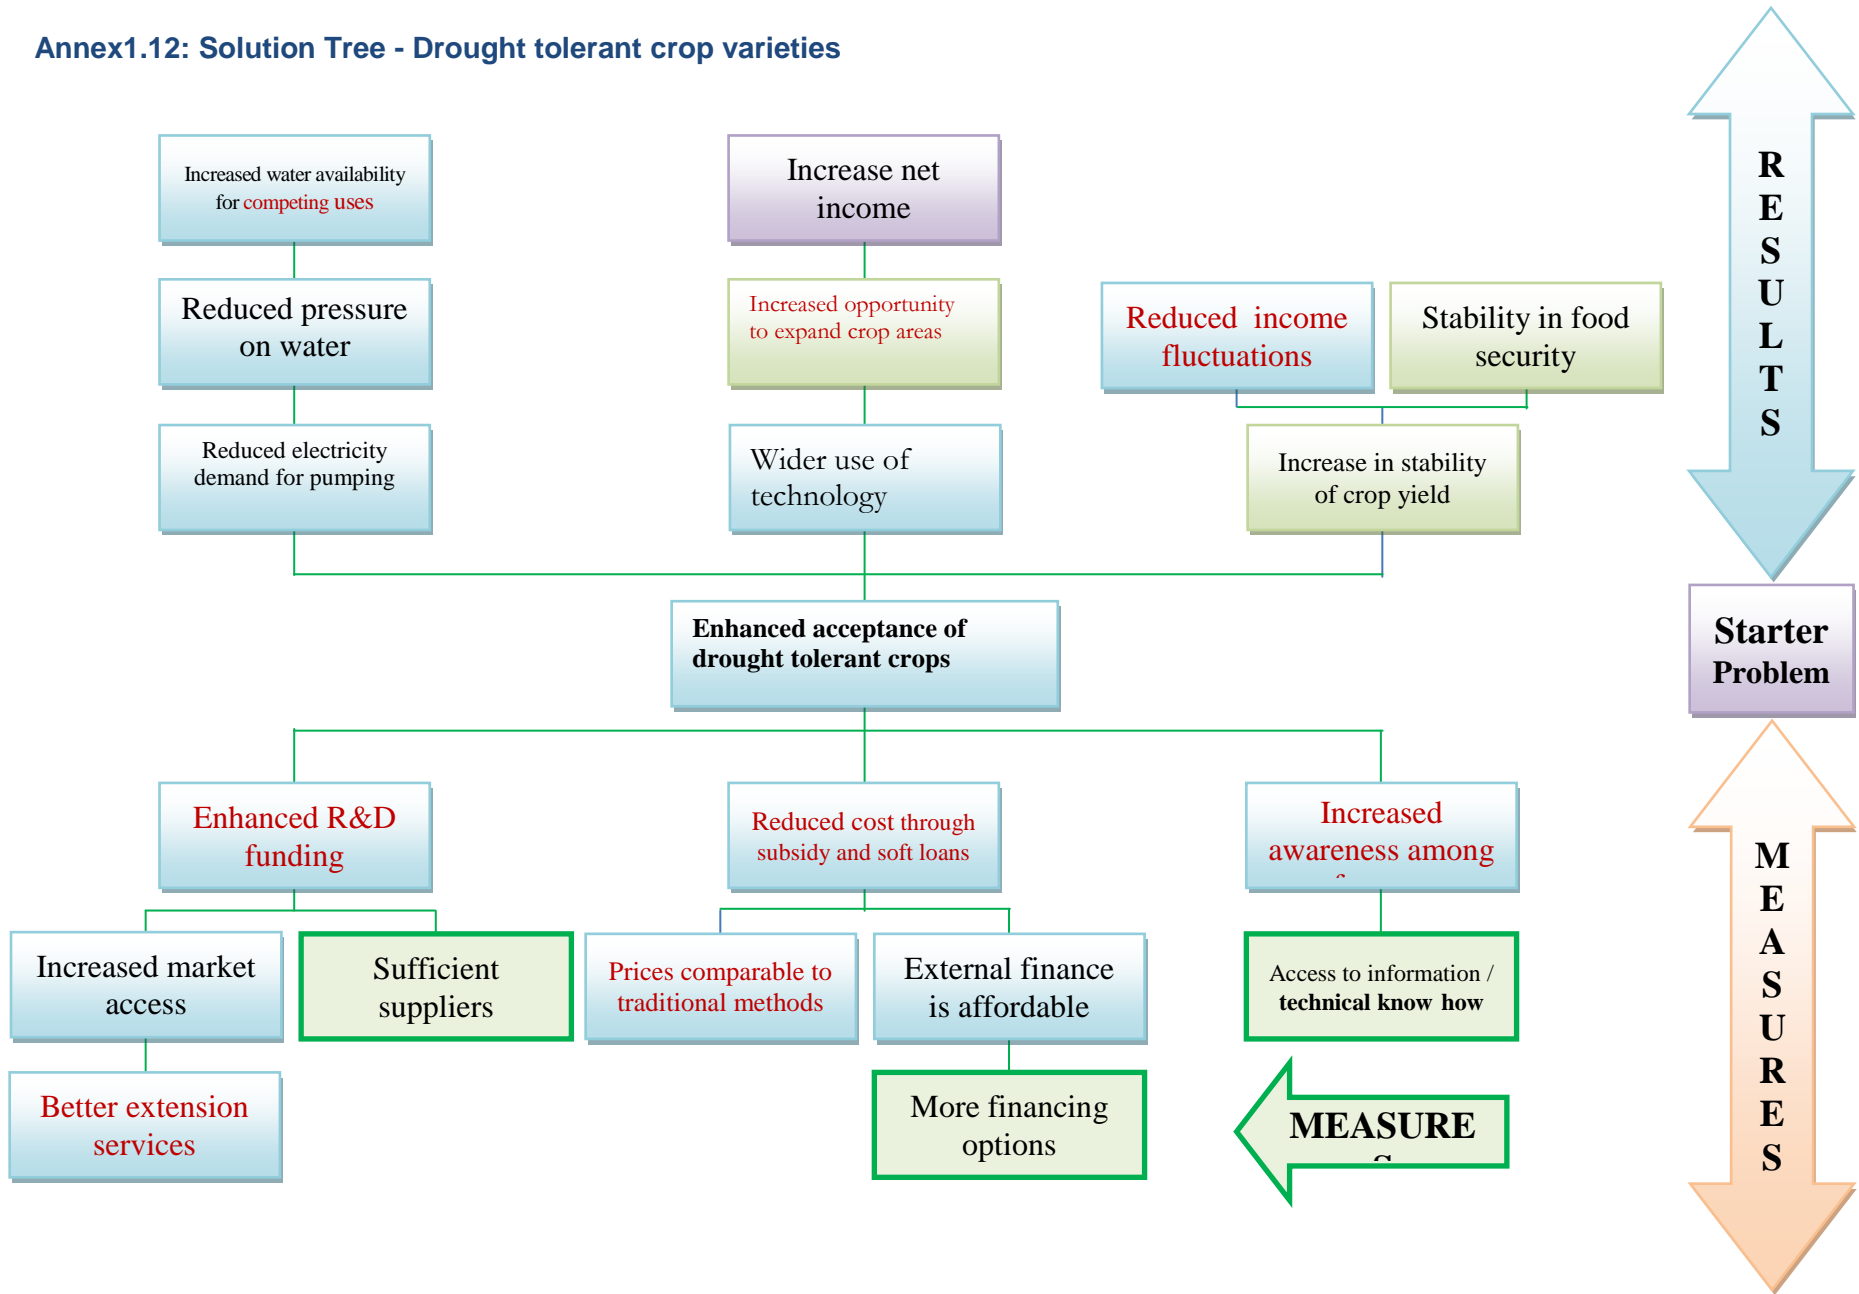 Annex1.12: Solution Tree - Drought tolerant crop varieties
Increased water availability
for competing uses
Increase net
income
Reduced pressure
on water
Increased opportunity
to expand crop areas
Reduced income
fluctuations
Stability in food
security
Reduced electricity
demand for pumping
Wider use of
technology
Increase in stability
of crop yield
Enhanced acceptance of
drought tolerant crops
Enhanced R&D
funding
Reduced cost through
subsidy and soft loans
Increased
awareness among
Increased market
access
Sufficient
suppliers
Prices comparable to
traditional methods
External finance
is affordable
Access to information /
technical know how
Better extension
services
More financing
options
MEASURE
R
E
S
U
L
T
S
Starter
Problem
M
E
A
S
U
R
E
S